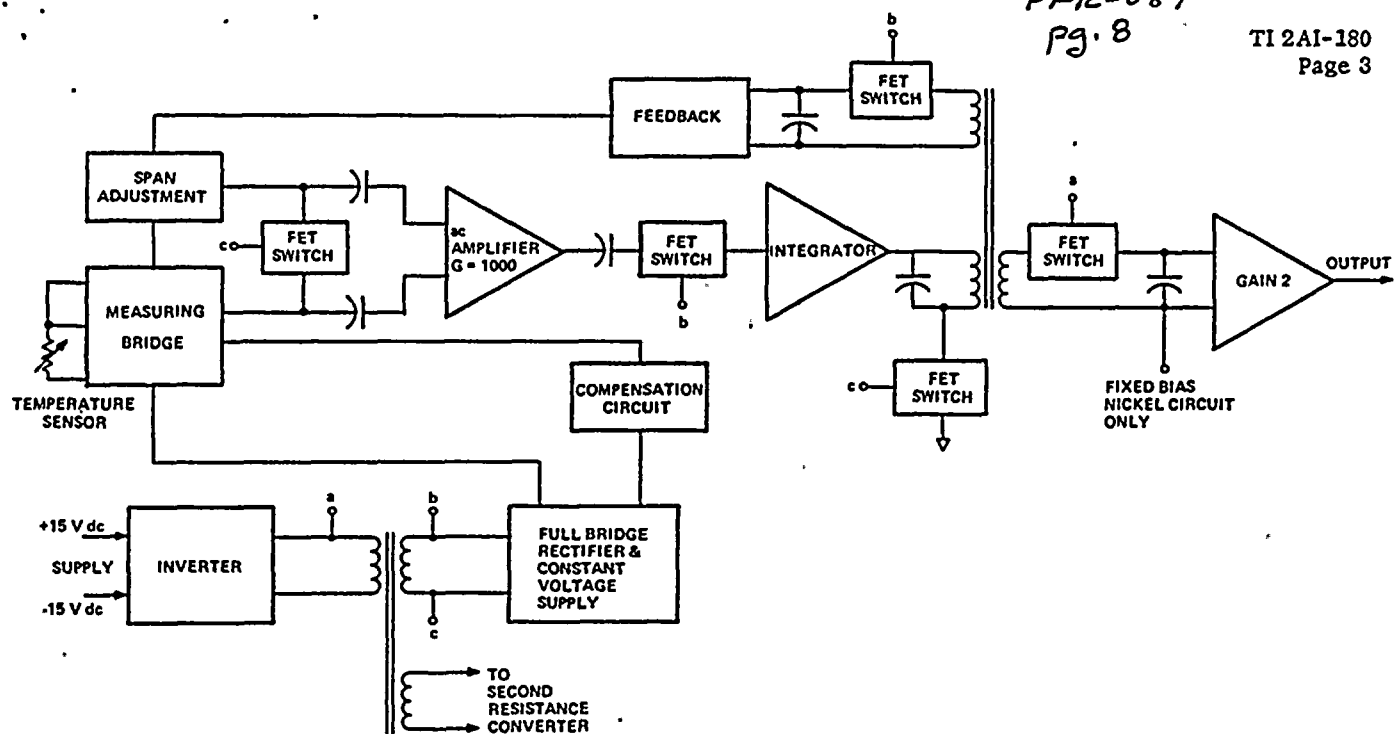 pg. 8
TI 2AI-180
Page 3
b
FET
SWITCH
FEEDBACK
a
SPAN
ADJUSTMENT
c
FET
SWITCH
ac
AMPLIFIER
G = 1000
FET
SWITCH
b
INTEGRATOR
FET
SWITCH
GAIN 2
OUTPUT
MEASURING
BRIDGE
TEMPERATURE
SENSOR
COMPENSATION
CIRCUIT
c
FET
SWITCH
FIXED BIAS
NICKEL CIRCUIT
ONLY
a
b
+15 V dc
SUPPLY
-15 V dc
INVERTER
FULL BRIDGE
RECTIFIER &
CONSTANT
VOLTAGE
SUPPLY
c
TO
SECOND
RESISTANCE
CONVERTER